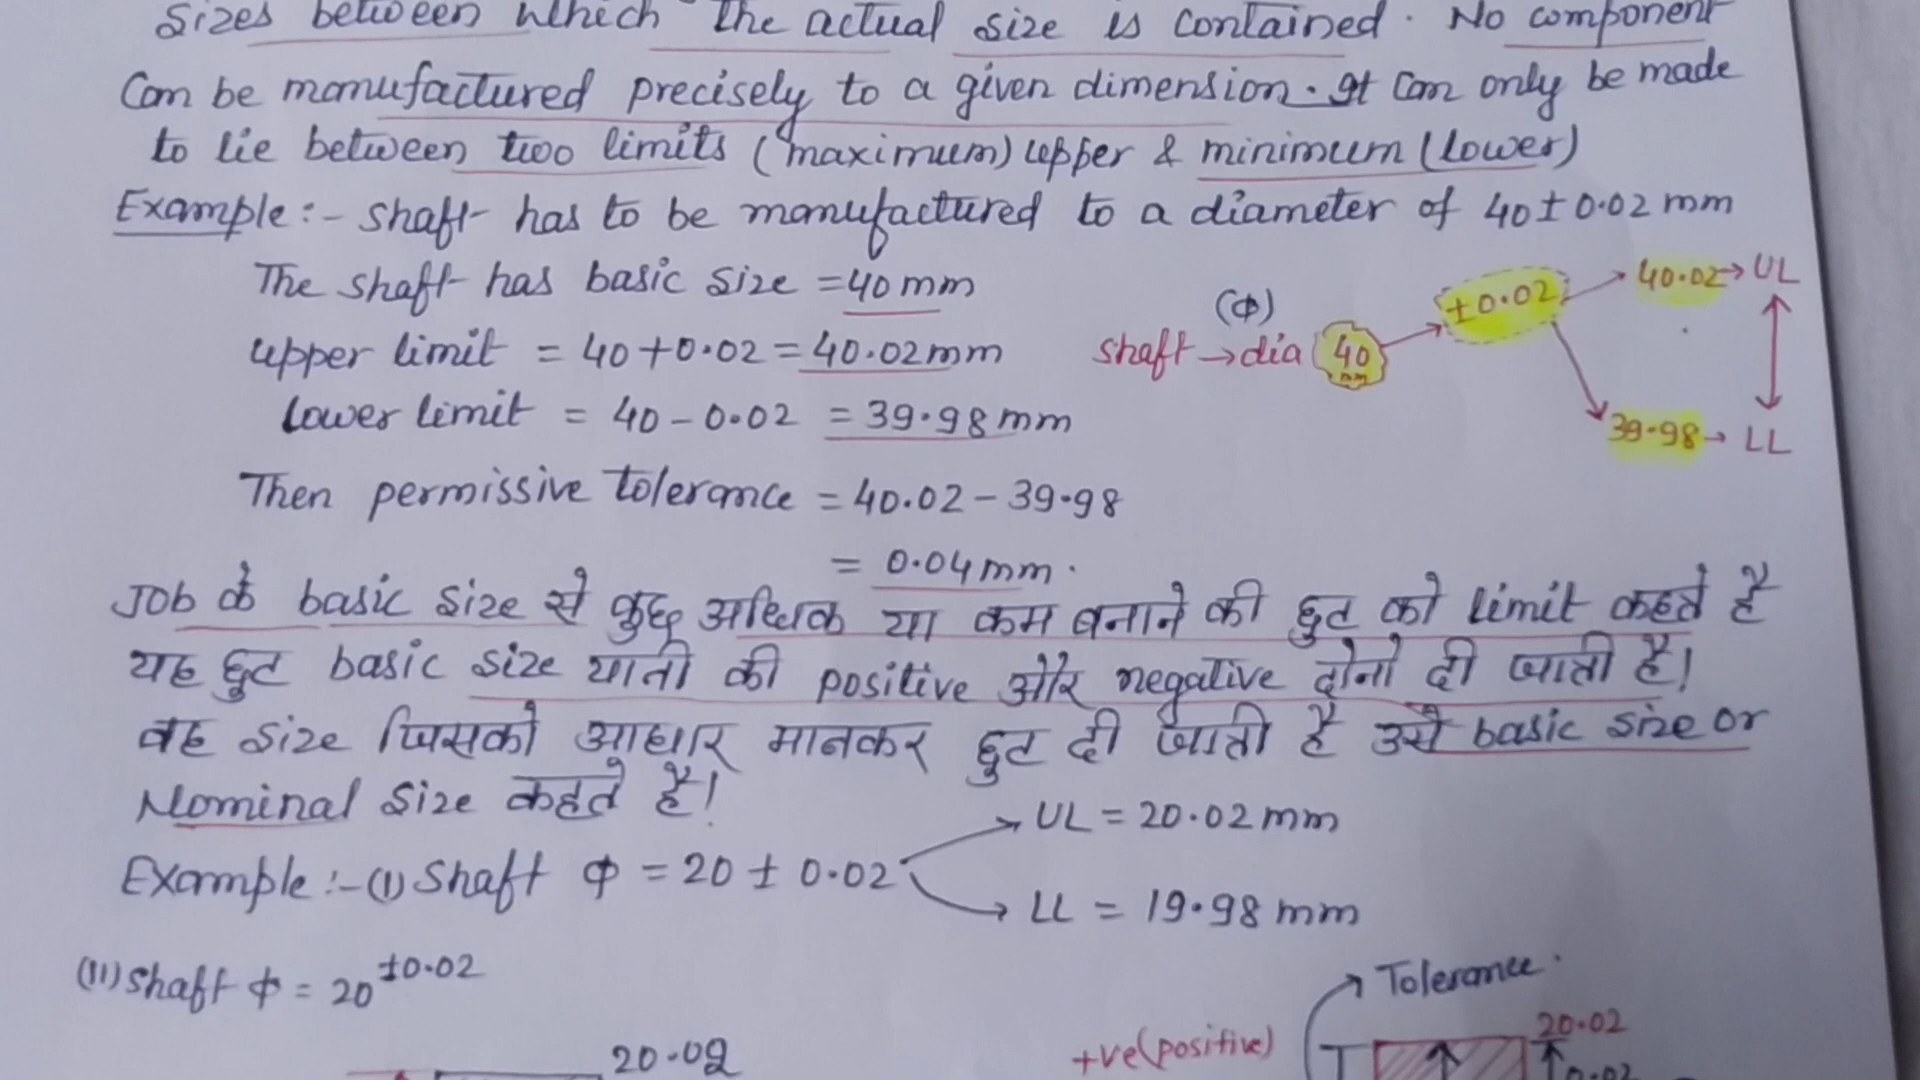 sizes between which the actual size is contained. No component
Can be manufactured precisely to a given dimension. It can only be made
to lie between two limits (maximum) upper & minimum (lower)
Example:- shaft has to be manufactured to a diameter of 40±0.02 mm
The shaft has basic size = 40 mm
upper limit = 40+0.02 = 40.02mm
lower limit = 40-0.02 = 39.98mm
(Φ)
shaft → dia 40 mm
±0.02
40.02 → UL
39.98 → LL
Then permissive tolerance = 40.02 - 39.98
= 0.04mm.
Job के basic size से कुछ अधिक या कम बनाने की छुट को limit कहते हैं
यह छुट basic size यानी की positive और negative दोनो दी जाती है!
वह size जिसको आधार मानकर छुट दी जाती है उसे basic size or
Nominal size कहते हैं!
Example:-(I) Shaft Φ = 20 ± 0.02
UL = 20.02mm
LL = 19.98 mm
(II) shaft Φ = 20 ±0.02
Tolerance.
20.02
+ve(positive)
20.02
0.02